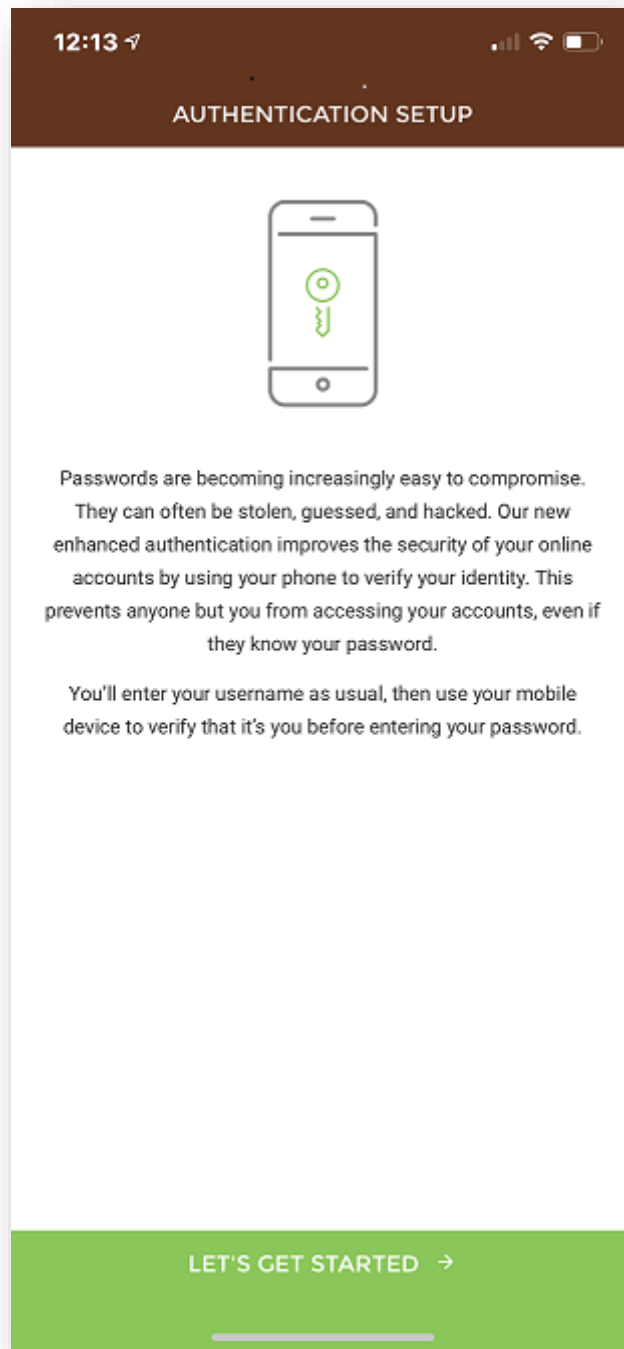 12:13
AUTHENTICATION SETUP
Passwords are becoming increasingly easy to compromise.
They can often be stolen, guessed, and hacked. Our new
enhanced authentication improves the security of your online
accounts by using your phone to verify your identity. This
prevents anyone but you from accessing your accounts, even if
they know your password.
You'll enter your username as usual, then use your mobile
device to verify that it's you before entering your password.
LET'S GET STARTED →